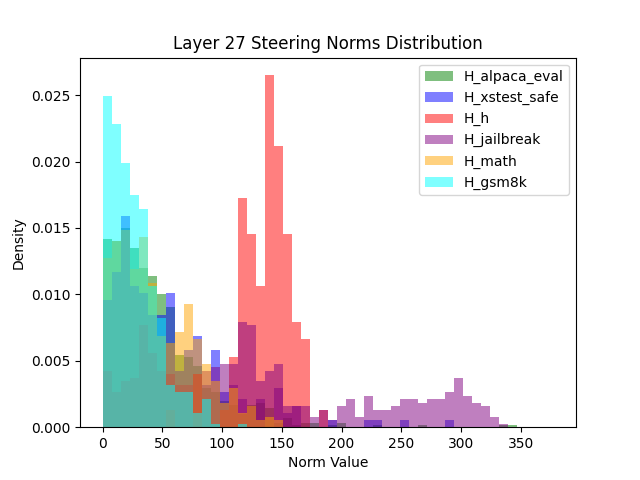 Layer 27 Steering Norms Distribution
H_alpaca_eval
H_xstest_safe
H_h
H_jailbreak
H_math
H_gsm8k
Density
0.025
0.020
0.015
0.010
0.005
0.000
0 50 100 150 200 250 300 350
Norm Value